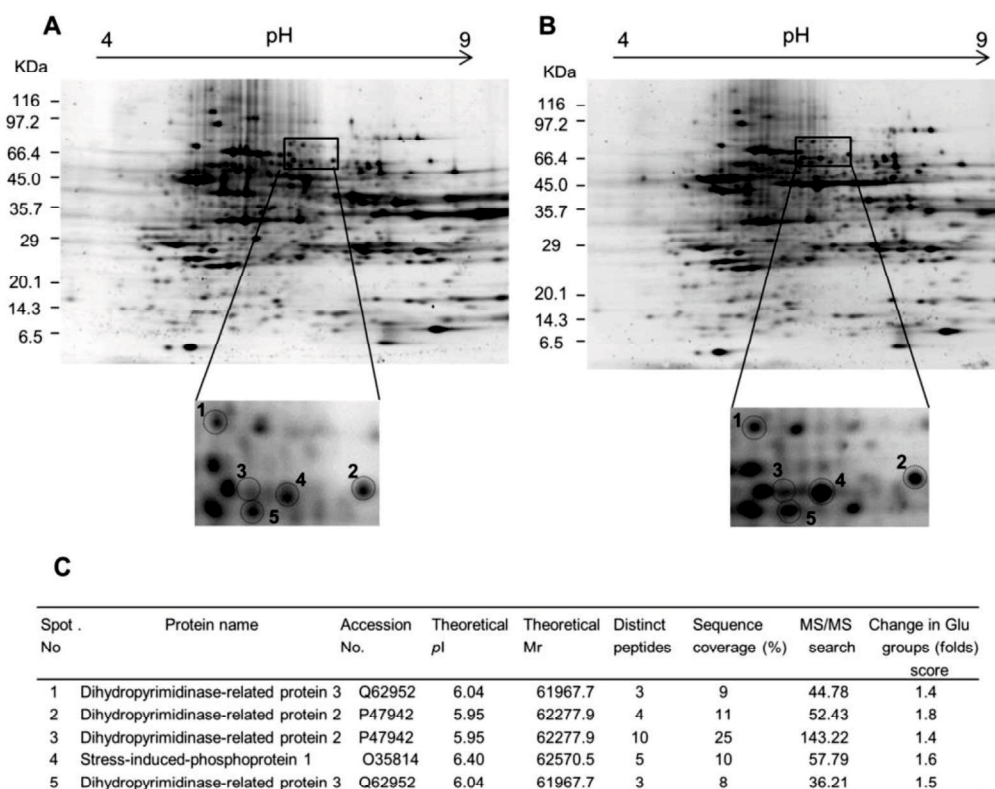 A
4 pH 9
KDa
116
97.2
66.4
45.0
35.7
29
20.1
14.3
6.5
1
3
4
2
5
B
4 pH 9
KDa
116
97.2
66.4
45.0
35.7
29
20.1
14.3
6.5
1
3
4
2
5
C
Spot . Protein name Accession Theoretical Theoretical Distinct Sequence MS/MS Change in Glu
No No. pI Mr peptides coverage (%) search groups (folds)
score
1 Dihydropyrimidinase-related protein 3 Q62952 6.04 61967.7 3 9 44.78 1.4
2 Dihydropyrimidinase-related protein 2 P47942 5.95 62277.9 4 11 52.43 1.8
3 Dihydropyrimidinase-related protein 2 P47942 5.95 62277.9 10 25 143.22 1.4
4 Stress-induced-phosphoprotein 1 O35814 6.40 62570.5 5 10 57.79 1.6
5 Dihydropyrimidinase-related protein 3 Q62952 6.04 61967.7 3 8 36.21 1.5